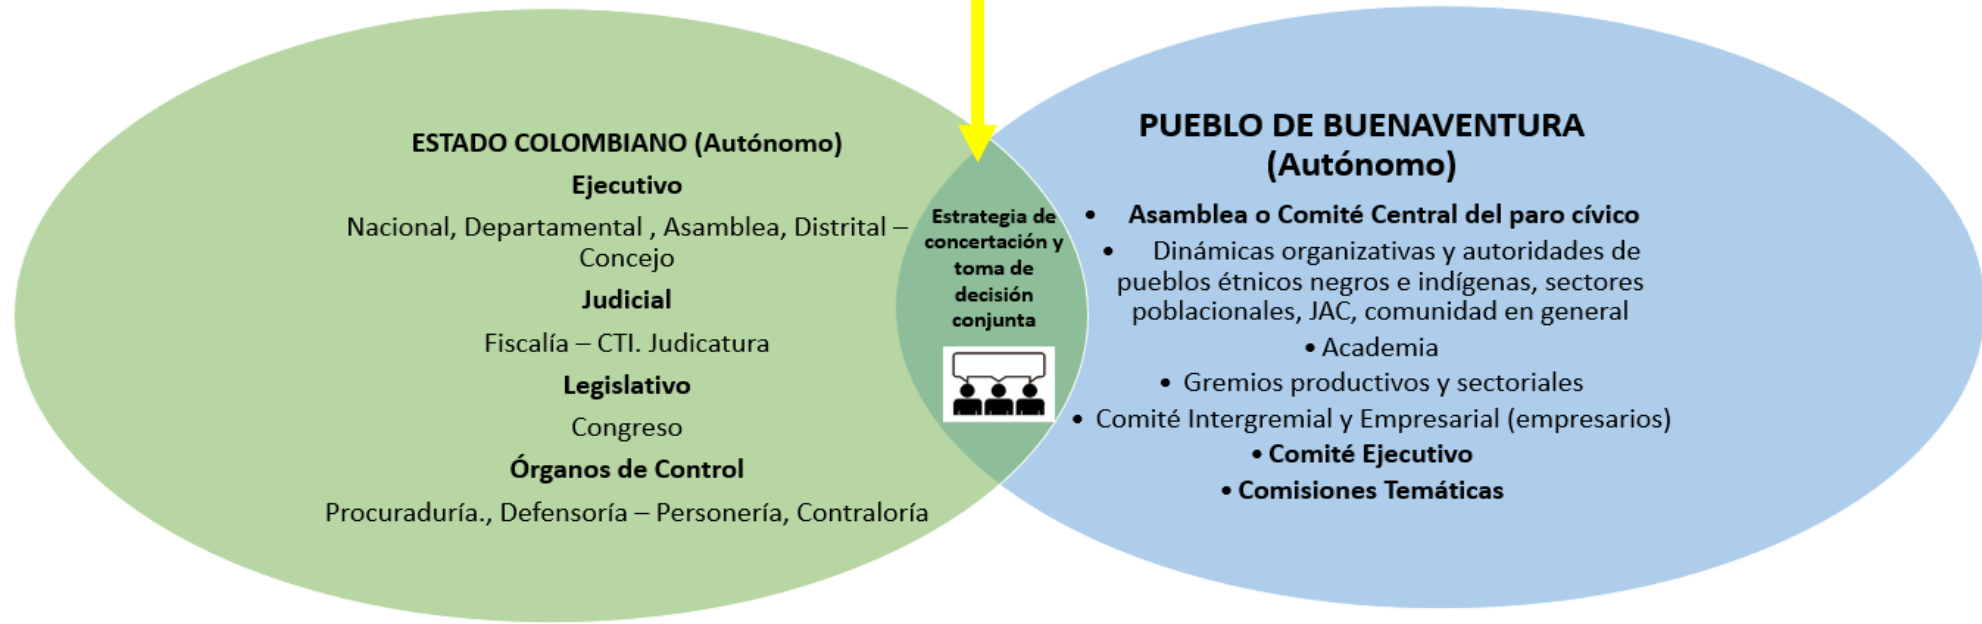 ESTADO COLOMBIANO (Autónomo)
Ejecutivo
Nacional, Departamental , Asamblea, Distrital –
Concejo
Judicial
Fiscalía – CTI. Judicatura
Legislativo
Congreso
Órganos de Control
Procuraduría., Defensoría – Personería, Contraloría
Estrategia de
concertación y
toma de
decisión
conjunta
PUEBLO DE BUENAVENTURA
(Autónomo)
• Asamblea o Comité Central del paro cívico
• Dinámicas organizativas y autoridades de
pueblos étnicos negros e indígenas, sectores
poblacionales, JAC, comunidad en general
• Academia
• Gremios productivos y sectoriales
• Comité Intergremial y Empresarial (empresarios)
• Comité Ejecutivo
• Comisiones Temáticas